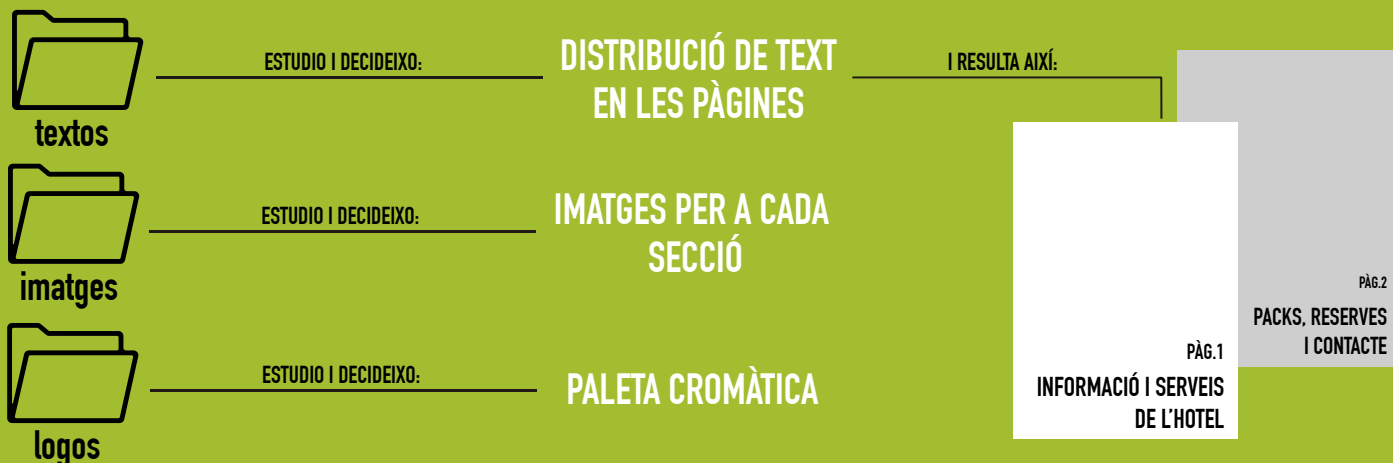 textos
ESTUDIO I DECIDEIXO:
DISTRIBUCIÓ DE TEXT
EN LES PÀGINES
I RESULTA AIXÍ:
imatges
ESTUDIO I DECIDEIXO:
IMATGES PER A CADA
SECCIÓ
logos
ESTUDIO I DECIDEIXO:
PALETA CROMÀTICA
PÀG.1
INFORMACIÓ I SERVEIS
DE L'HOTEL
PÀG.2
PACKS, RESERVES
I CONTACTE